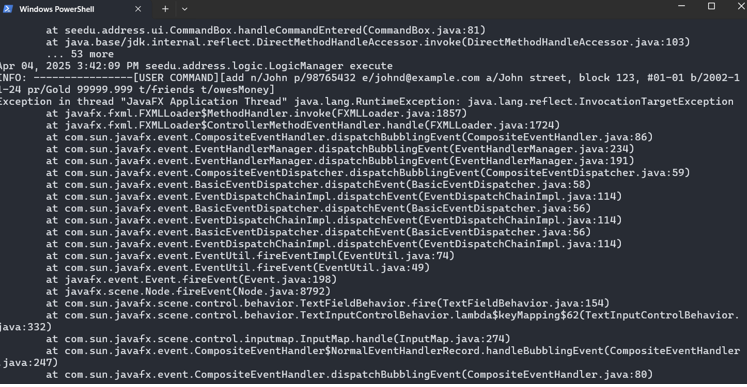 Windows PowerShell
at seedu.address.ui.CommandBox.handleCommandEntered(CommandBox.java:81)
at java.base/jdk.internal.reflect.DirectMethodHandleAccessor.invoke(DirectMethodHandleAccessor.java:103)
... 53 more
Apr 04, 2025 3:42:09 PM seedu.address.logic.LogicManager execute
INFO: ----------------[USER COMMAND][add n/John p/98765432 e/johnd@example.com a/John street, block 123, #01-01 b/2002-1
1-24 pr/Gold 99999.999 t/friends t/owesMoney]
Exception in thread "JavaFX Application Thread" java.lang.RuntimeException: java.lang.reflect.InvocationTargetException
at javafx.fxml.FXMLLoader$MethodHandler.invoke(FXMLLoader.java:1857)
at javafx.fxml.FXMLLoader$ControllerMethodEventHandler.handle(FXMLLoader.java:1724)
at com.sun.javafx.event.CompositeEventHandler.dispatchBubblingEvent(CompositeEventHandler.java:86)
at com.sun.javafx.event.EventHandlerManager.dispatchBubblingEvent(EventHandlerManager.java:234)
at com.sun.javafx.event.EventHandlerManager.dispatchBubblingEvent(EventHandlerManager.java:191)
at com.sun.javafx.event.CompositeEventDispatcher.dispatchBubblingEvent(CompositeEventDispatcher.java:59)
at com.sun.javafx.event.BasicEventDispatcher.dispatchEvent(BasicEventDispatcher.java:58)
at com.sun.javafx.event.EventDispatchChainImpl.dispatchEvent(EventDispatchChainImpl.java:114)
at com.sun.javafx.event.BasicEventDispatcher.dispatchEvent(BasicEventDispatcher.java:56)
at com.sun.javafx.event.EventDispatchChainImpl.dispatchEvent(EventDispatchChainImpl.java:114)
at com.sun.javafx.event.BasicEventDispatcher.dispatchEvent(BasicEventDispatcher.java:56)
at com.sun.javafx.event.EventDispatchChainImpl.dispatchEvent(EventDispatchChainImpl.java:114)
at com.sun.javafx.event.EventUtil.fireEventImpl(EventUtil.java:74)
at com.sun.javafx.event.EventUtil.fireEvent(EventUtil.java:49)
at javafx.event.Event.fireEvent(Event.java:198)
at javafx.scene.Node.fireEvent(Node.java:8792)
at com.sun.javafx.scene.control.behavior.TextFieldBehavior.fire(TextFieldBehavior.java:154)
at com.sun.javafx.scene.control.behavior.TextInputControlBehavior.lambda$keyMapping$62(TextInputControlBehavior.
java:332)
at com.sun.javafx.scene.control.inputmap.InputMap.handle(InputMap.java:274)
at com.sun.javafx.event.CompositeEventHandler$NormalEventHandlerRecord.handleBubblingEvent(CompositeEventHandler
.java:247)
at com.sun.javafx.event.CompositeEventHandler.dispatchBubblingEvent(CompositeEventHandler.java:80)